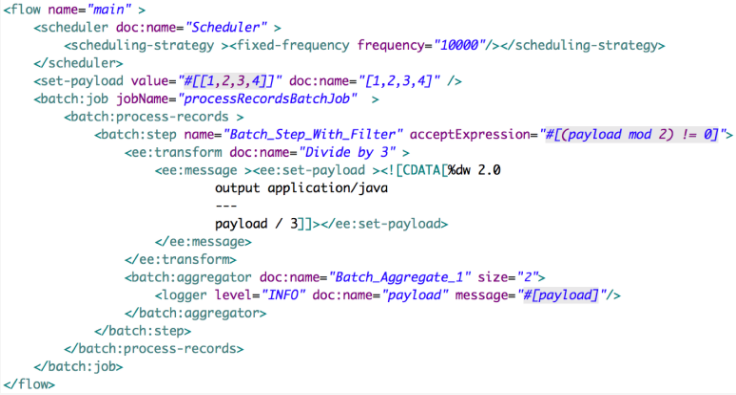 <flow name="main" >
<scheduler doc:name="Scheduler" >
<scheduling-strategy ><fixed-frequency frequency="10000"/></scheduling-strategy>
</scheduler>
<set-payload value="#[[1,2,3,4]]" doc:name="[1,2,3,4]" />
<batch:job jobName="processRecordsBatchJob" >
<batch:process-records >
<batch:step name="Batch_Step_With_Filter" acceptExpression="#[(payload mod 2) != 0]">
<ee:transform doc:name="Divide by 3" >
<ee:message ><ee:set-payload ><![CDATA[%dw 2.0
output application/java
---
payload / 3]]></ee:set-payload>
</ee:message>
</ee:transform>
<batch:aggregator doc:name="Batch_Aggregate_1" size="2">
<logger level="INFO" doc:name="payload" message="#[payload]"/>
</batch:aggregator>
</batch:step>
</batch:process-records>
</batch:job>
</flow>